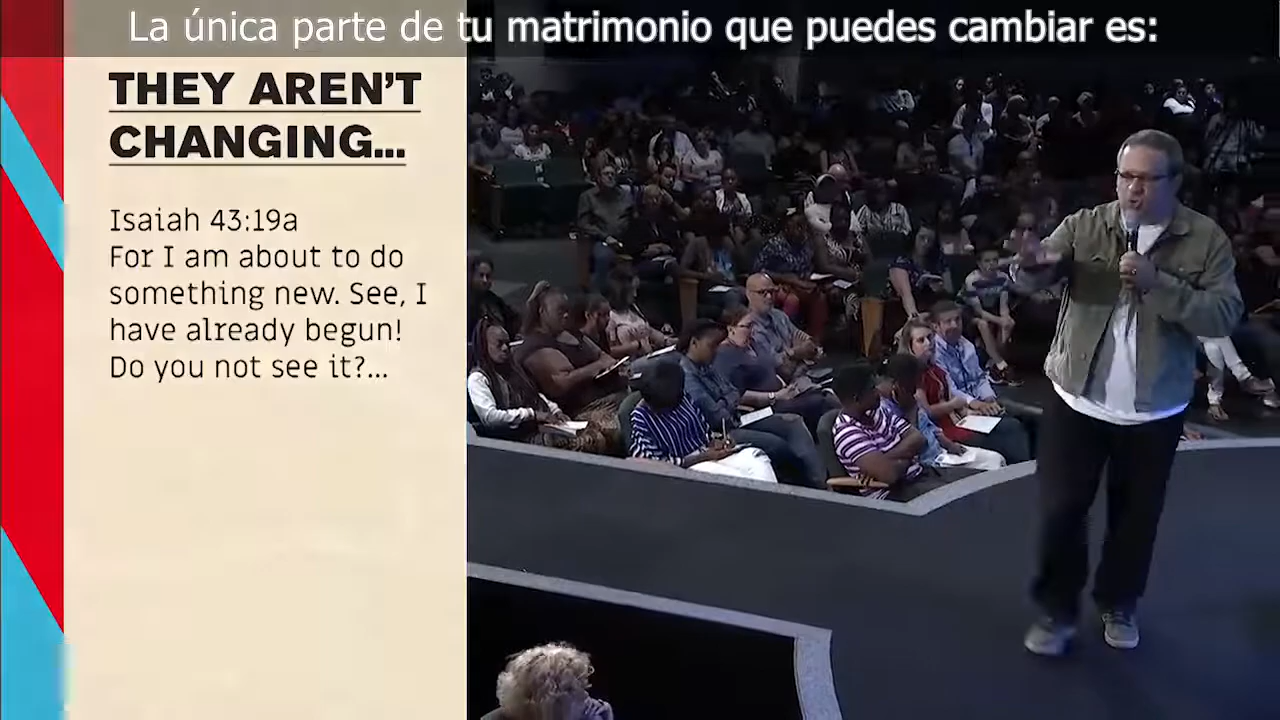 La única parte de tu matrimonio que puedes cambiar es:
THEY AREN'T
CHANGING...
Isaiah 43:19a
For I am about to do
something new. See, I
have already begun!
Do you not see it?...